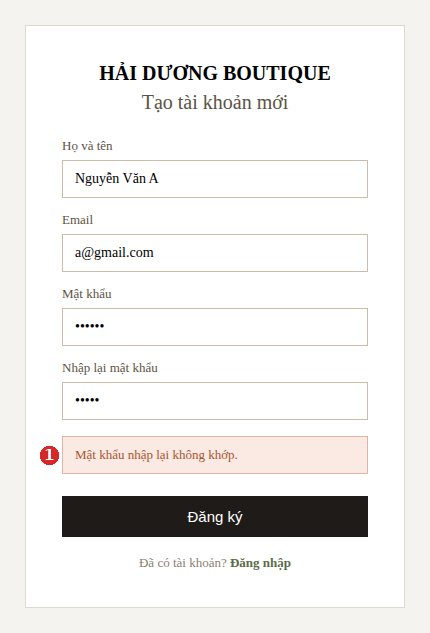 HẢI DƯƠNG BOUTIQUE
Tạo tài khoản mới
Họ và tên
Nguyễn Văn A
Email
a@gmail.com
Mật khẩu
••••••
Nhập lại mật khẩu
•••••
1 Mật khẩu nhập lại không khớp.
Đăng ký
Đã có tài khoản? Đăng nhập